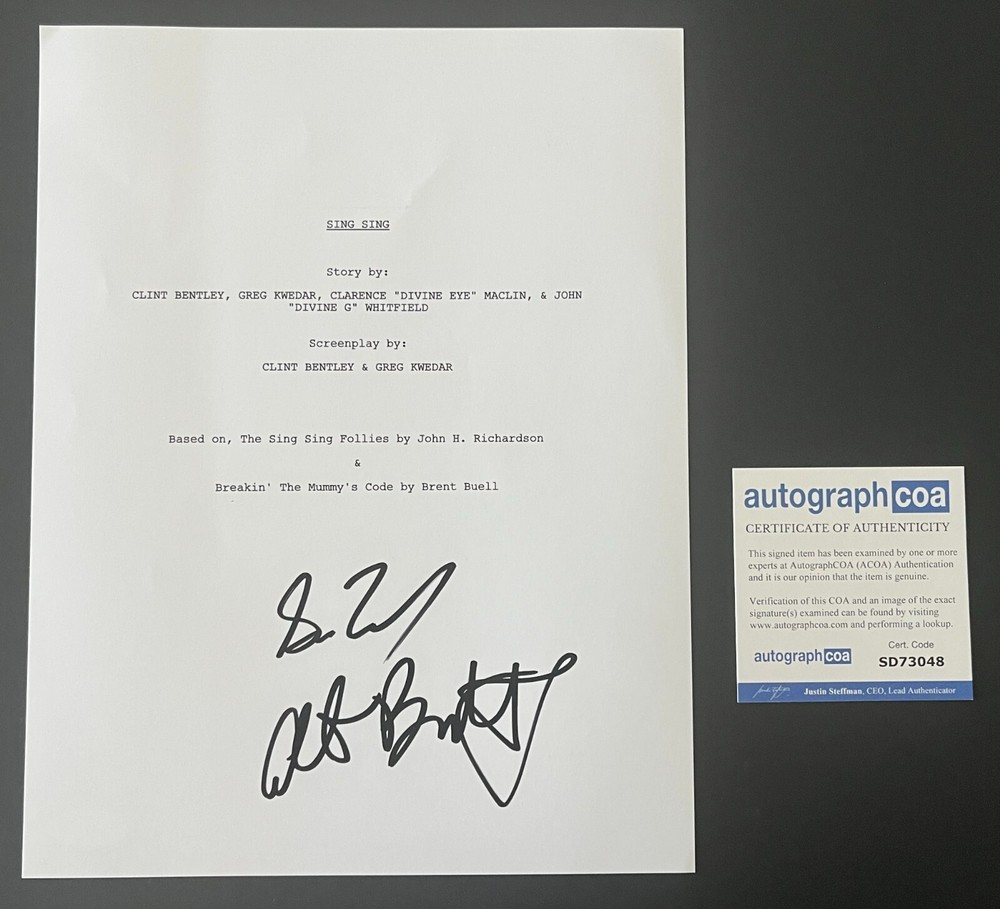 SING SING
Story by:
CLINT BENTLEY, GREG KWEDAR, CLARENCE "DIVINE EYE" MACLIN, & JOHN
"DIVINE G" WHITFIELD
Screenplay by:
CLINT BENTLEY & GREG KWEDAR
Based on, The Sing Sing Follies by John H. Richardson
&
Breakin' The Mummy's Code by Brent Buell
autograph coa
CERTIFICATE OF AUTHENTICITY
This signed item has been examined by one or more
experts at AutographCOA (ACOA) Authentication
and it is our opinion that the item is genuine.
Verification of this COA and an image of the exact
signature(s) examined can be found by visiting
www.autographcoa.com and performing a lookup.
autograph coa
Cert. Code
SD73048
Justin Steffman, CEO, Lead Authenticator